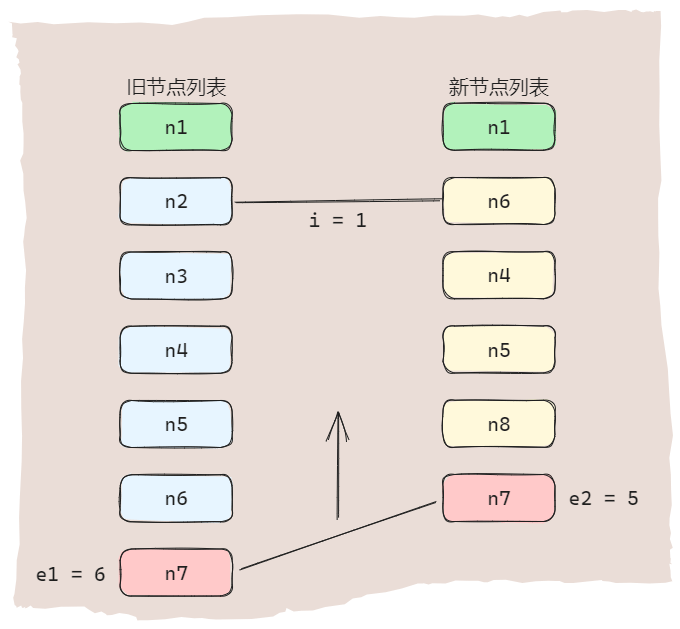 旧节点列表 新节点列表
n1 n1
n2 n6
i = 1
n3 n4
n4 n5
n5 n8
n6 n7 e2 = 5
e1 = 6 n7